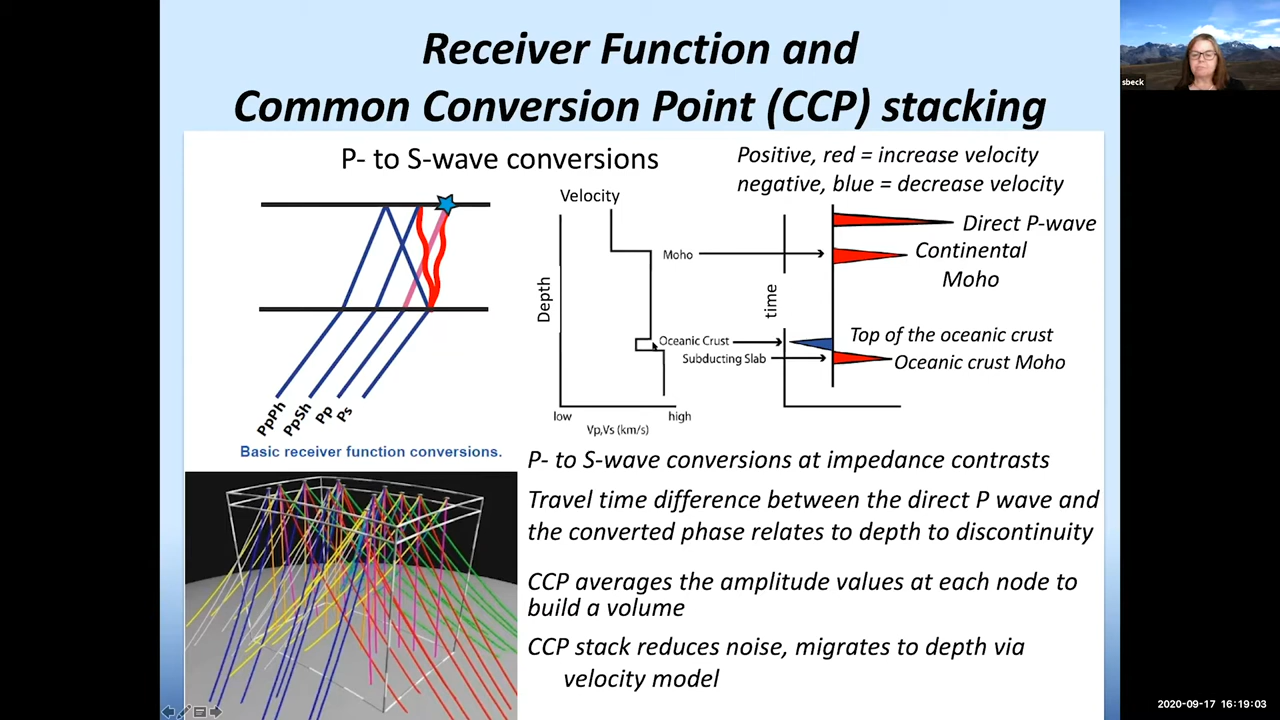 Receiver Function and
Common Conversion Point (CCP) stacking
sbeck
P- to S-wave conversions
Positive, red = increase velocity
negative, blue = decrease velocity
Velocity
Direct P-wave
Continental
Moho
Moho
Depth
time
Oceanic Crust
Subducting Slab
Top of the oceanic crust
Oceanic crust Moho
low
high
Vp,Vs (km/s)
PpPh
PpSh
Pp
Ps
Basic receiver function conversions.
P- to S-wave conversions at impedance contrasts
Travel time difference between the direct P wave and
the converted phase relates to depth to discontinuity
CCP averages the amplitude values at each node to
build a volume
CCP stack reduces noise, migrates to depth via
velocity model
2020-09-17 16:19:03